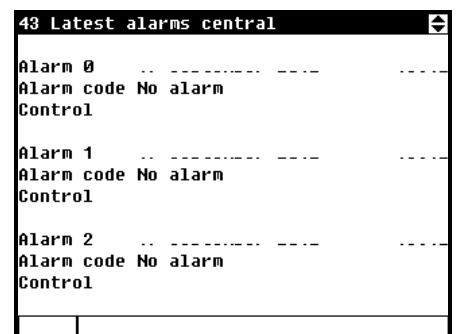 43 Latest alarms central
Alarm 0
Alarm code No alarm
Control
Alarm 1
Alarm code No alarm
Control
Alarm 2
Alarm code No alarm
Control